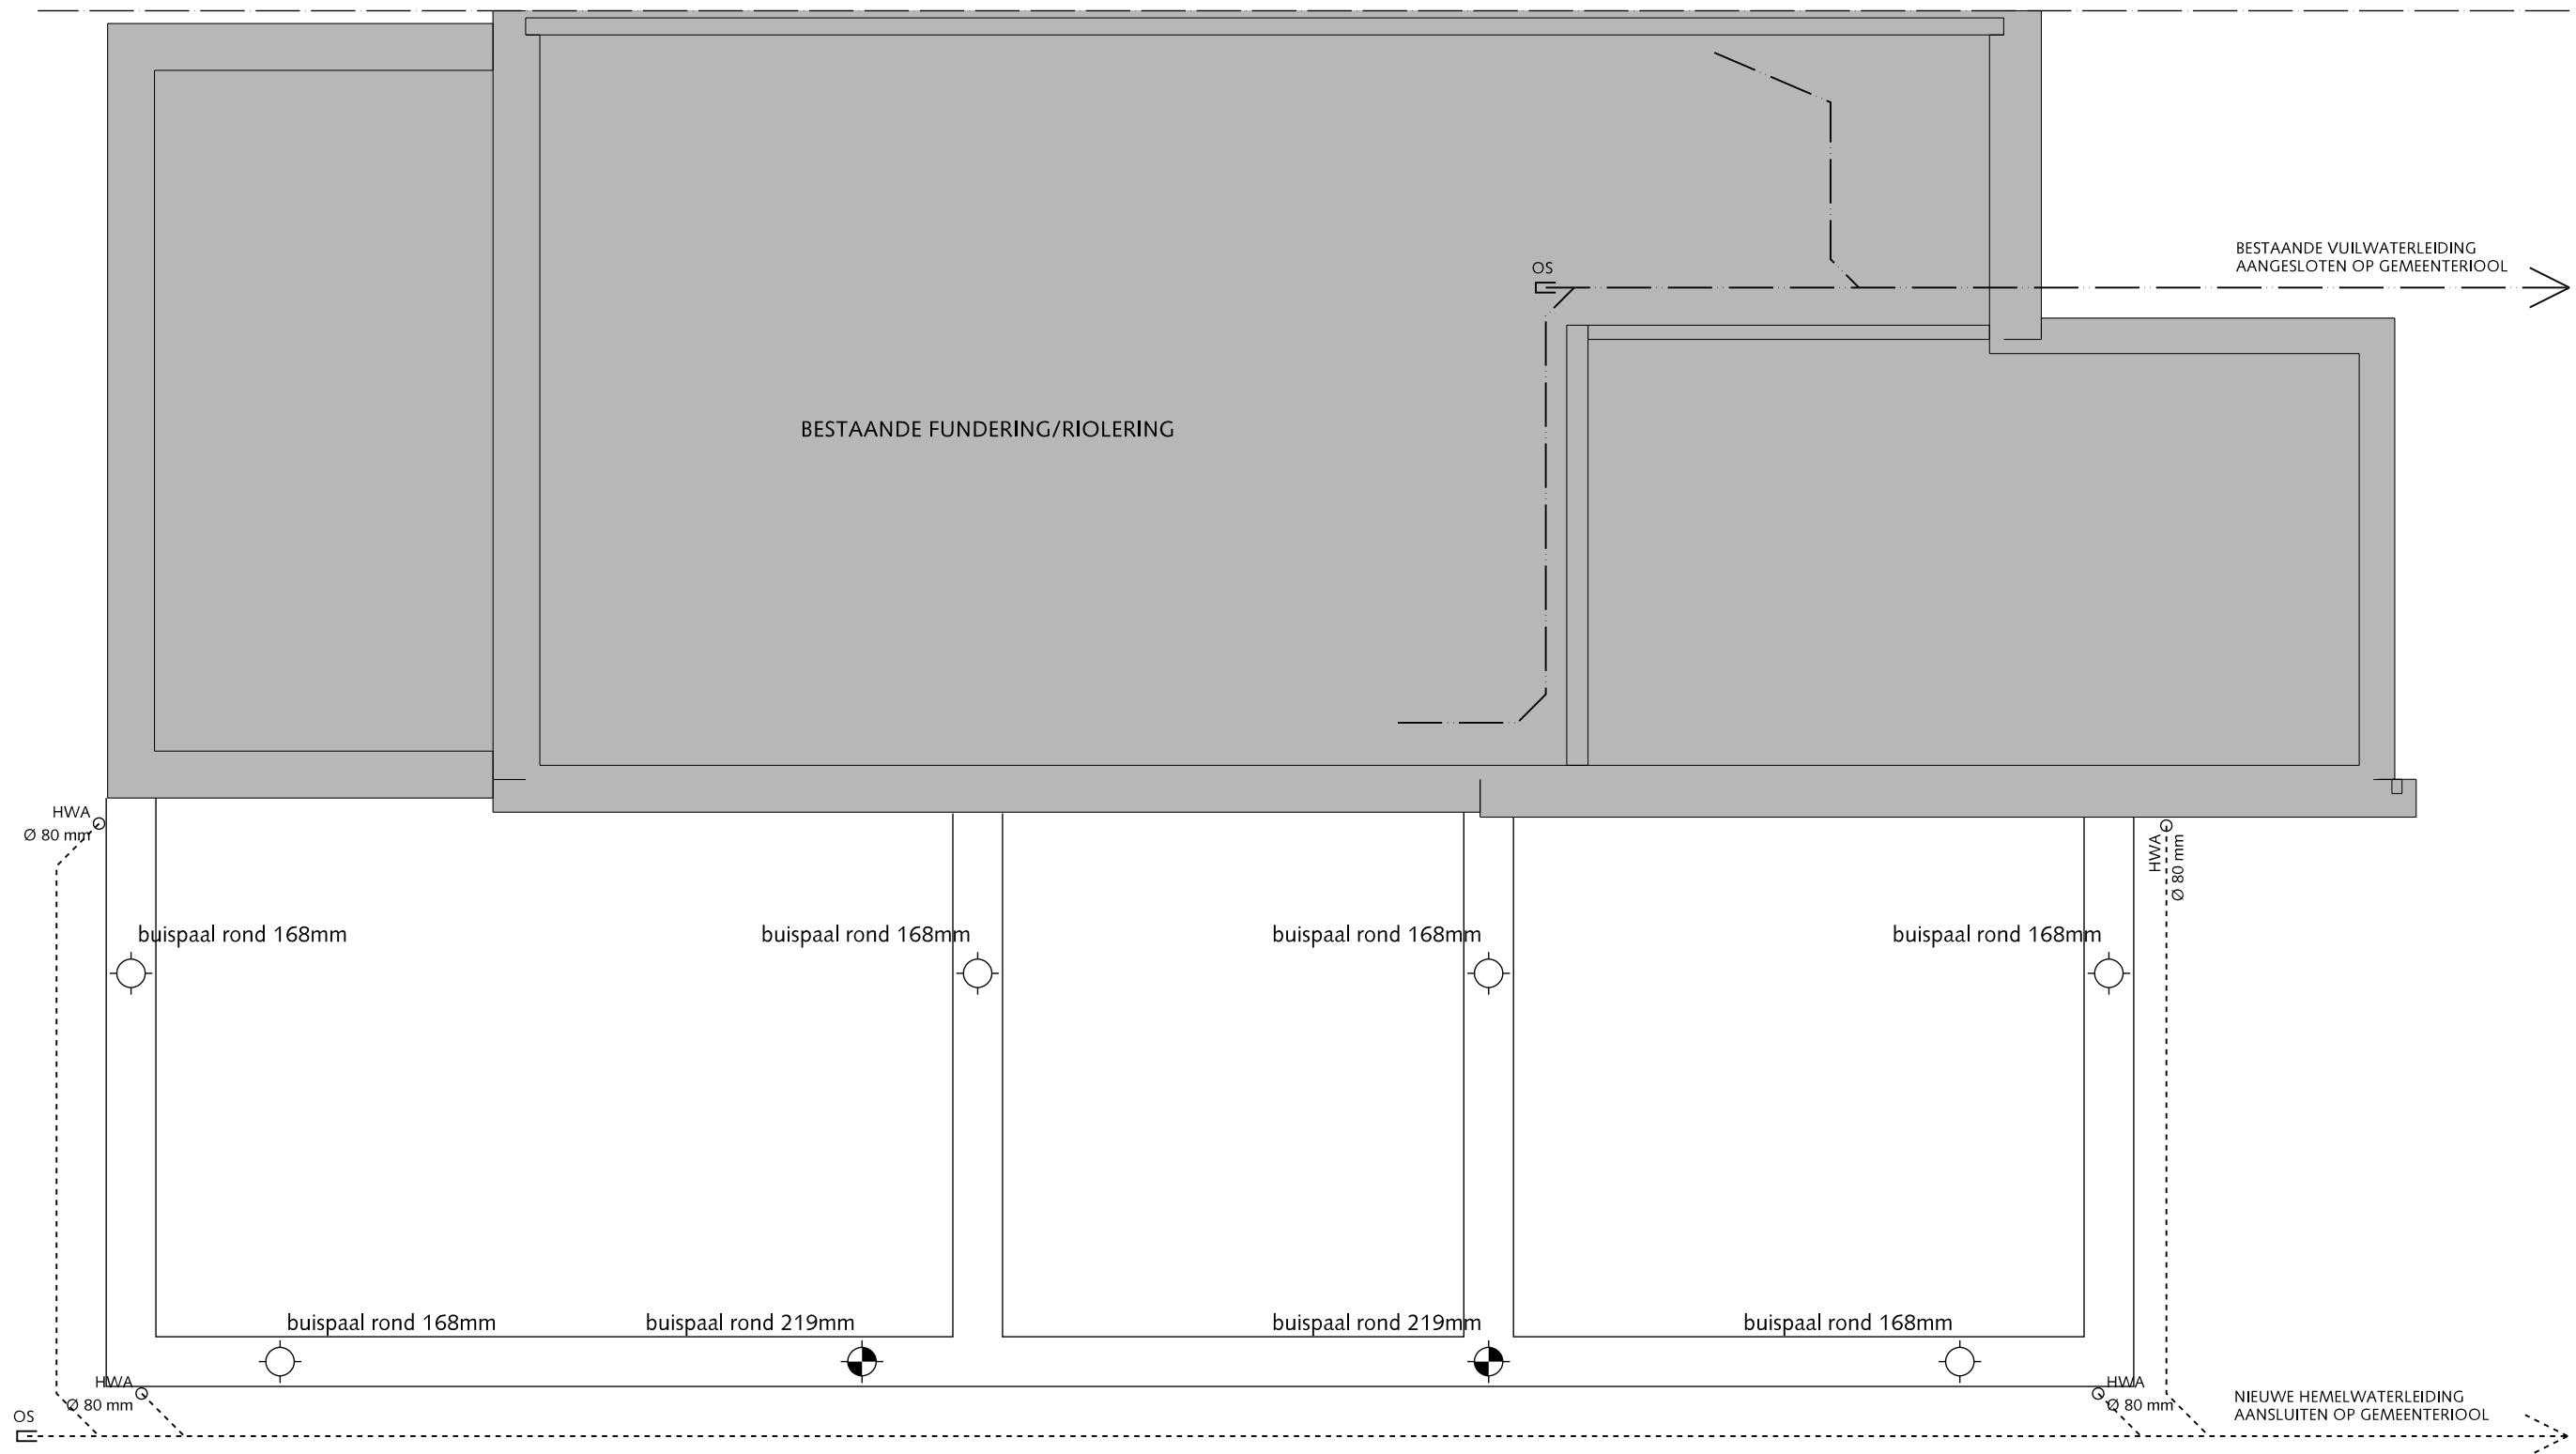 BESTAANDE VUILWATERLEIDING
AANGESLOTEN OP GEMEENTERIOOL
OS
BESTAANDE FUNDERING/RIOLERING
HWA
Ø 80 mm
HWA
Ø 80 mm
buispaal rond 168mm
buispaal rond 168mm
buispaal rond 168mm
buispaal rond 168mm
buispaal rond 168mm
buispaal rond 219mm
buispaal rond 219mm
buispaal rond 168mm
HWA
Ø 80 mm
HWA
Ø 80 mm
NIEUWE HEMELWATERLEIDING
AANSLUITEN OP GEMEENTERIOOL
OS